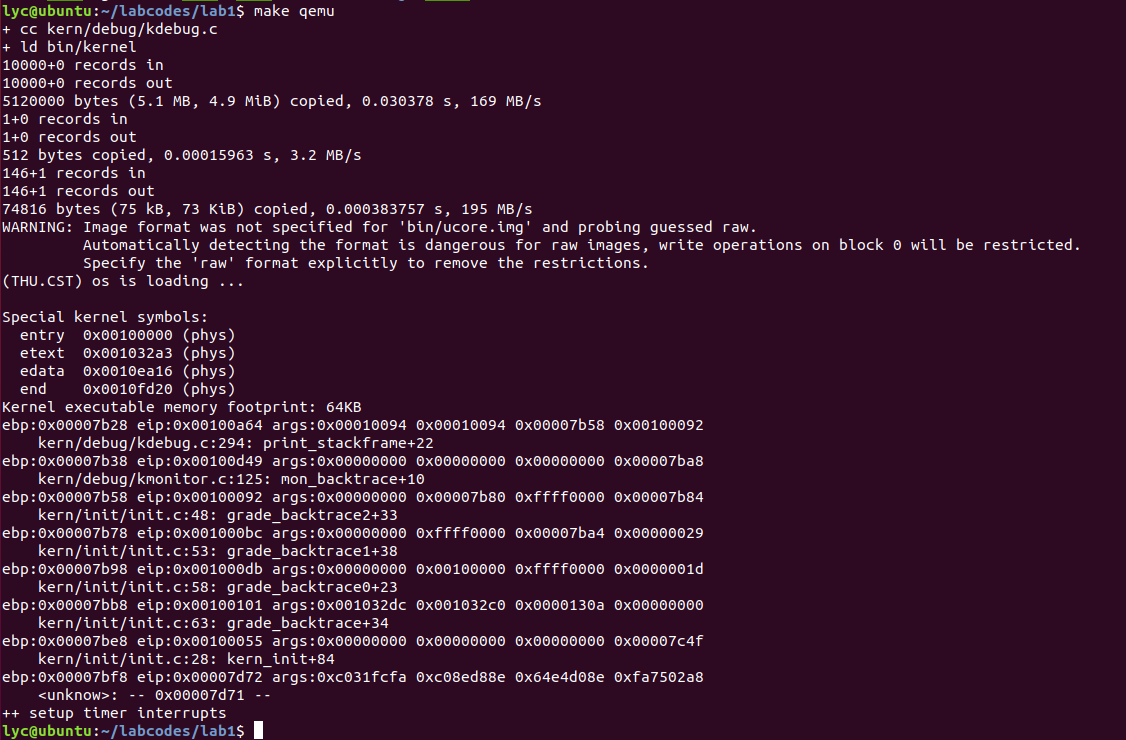 lyc@ubuntu:~/labcodes/lab1$ make qemu
+ cc kern/debug/kdebug.c
+ ld bin/kernel
10000+0 records in
10000+0 records out
5120000 bytes (5.1 MB, 4.9 MiB) copied, 0.030378 s, 169 MB/s
1+0 records in
1+0 records out
512 bytes copied, 0.00015963 s, 3.2 MB/s
146+1 records in
146+1 records out
74816 bytes (75 kB, 73 KiB) copied, 0.000383757 s, 195 MB/s
WARNING: Image format was not specified for 'bin/ucore.img' and probing guessed raw.
         Automatically detecting the format is dangerous for raw images, write operations on block 0 will be restricted.
         Specify the 'raw' format explicitly to remove the restrictions.
(THU.CST) os is loading ...

Special kernel symbols:
  entry  0x00100000 (phys)
  etext  0x001032a3 (phys)
  edata  0x0010ea16 (phys)
  end    0x0010fd20 (phys)
Kernel executable memory footprint: 64KB
ebp:0x00007b28 eip:0x00100a64 args:0x00010094 0x00010094 0x00007b58 0x00100092
    kern/debug/kdebug.c:294: print_stackframe+22
ebp:0x00007b38 eip:0x00100d49 args:0x00000000 0x00000000 0x00000000 0x00007ba8
    kern/debug/kmonitor.c:125: mon_backtrace+10
ebp:0x00007b58 eip:0x00100092 args:0x00000000 0x00007b80 0xffff0000 0x00007b84
    kern/init/init.c:48: grade_backtrace2+33
ebp:0x00007b78 eip:0x001000bc args:0x00000000 0xffff0000 0x00007ba4 0x00000029
    kern/init/init.c:53: grade_backtrace1+38
ebp:0x00007b98 eip:0x001000db args:0x00000000 0x00100000 0xffff0000 0x0000001d
    kern/init/init.c:58: grade_backtrace0+23
ebp:0x00007bb8 eip:0x00100101 args:0x001032dc 0x001032c0 0x0000130a 0x00000000
    kern/init/init.c:63: grade_backtrace+34
ebp:0x00007be8 eip:0x00100055 args:0x00000000 0x00000000 0x00000000 0x00007c4f
    kern/init/init.c:28: kern_init+84
ebp:0x00007bf8 eip:0x00007d72 args:0xc031fcfa 0xc08ed88e 0x64e4d08e 0xfa7502a8
    <unknow>: -- 0x00007d71 --
++ setup timer interrupts
lyc@ubuntu:~/labcodes/lab1$